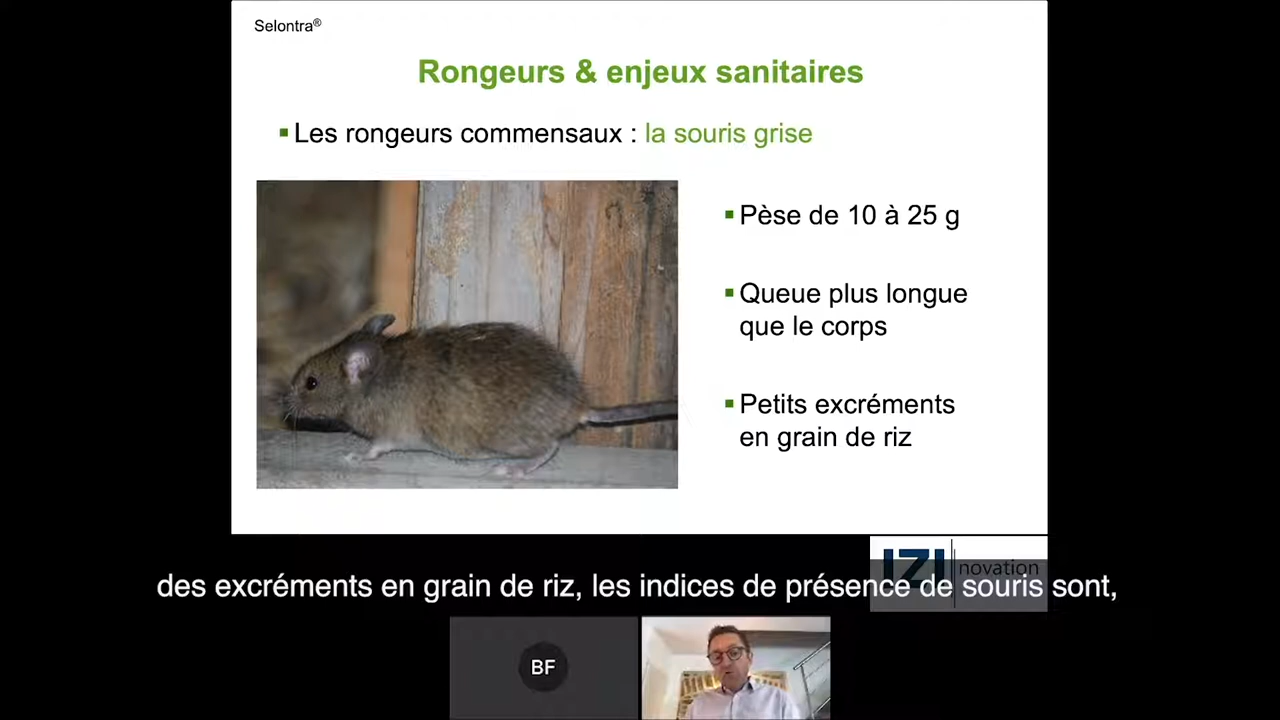 Selontra®
Rongeurs & enjeux sanitaires
▪ Les rongeurs commensaux : la souris grise
▪ Pèse de 10 à 25 g
▪ Queue plus longue
que le corps
▪ Petits excréments
en grain de riz
IZI novation
des excréments en grain de riz, les indices de présence de souris sont,
BF